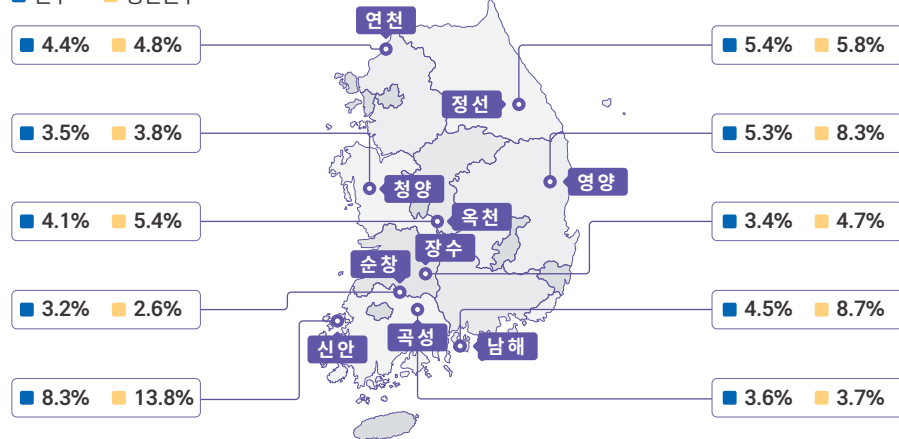 연천
4.4% 4.8%
5.4% 5.8%
정선
3.5% 3.8%
5.3% 8.3%
청양
영양
4.1% 5.4%
옥천
3.4% 4.7%
장수
순창
3.2% 2.6%
4.5% 8.7%
신안
곡성
남해
8.3% 13.8%
3.6% 3.7%